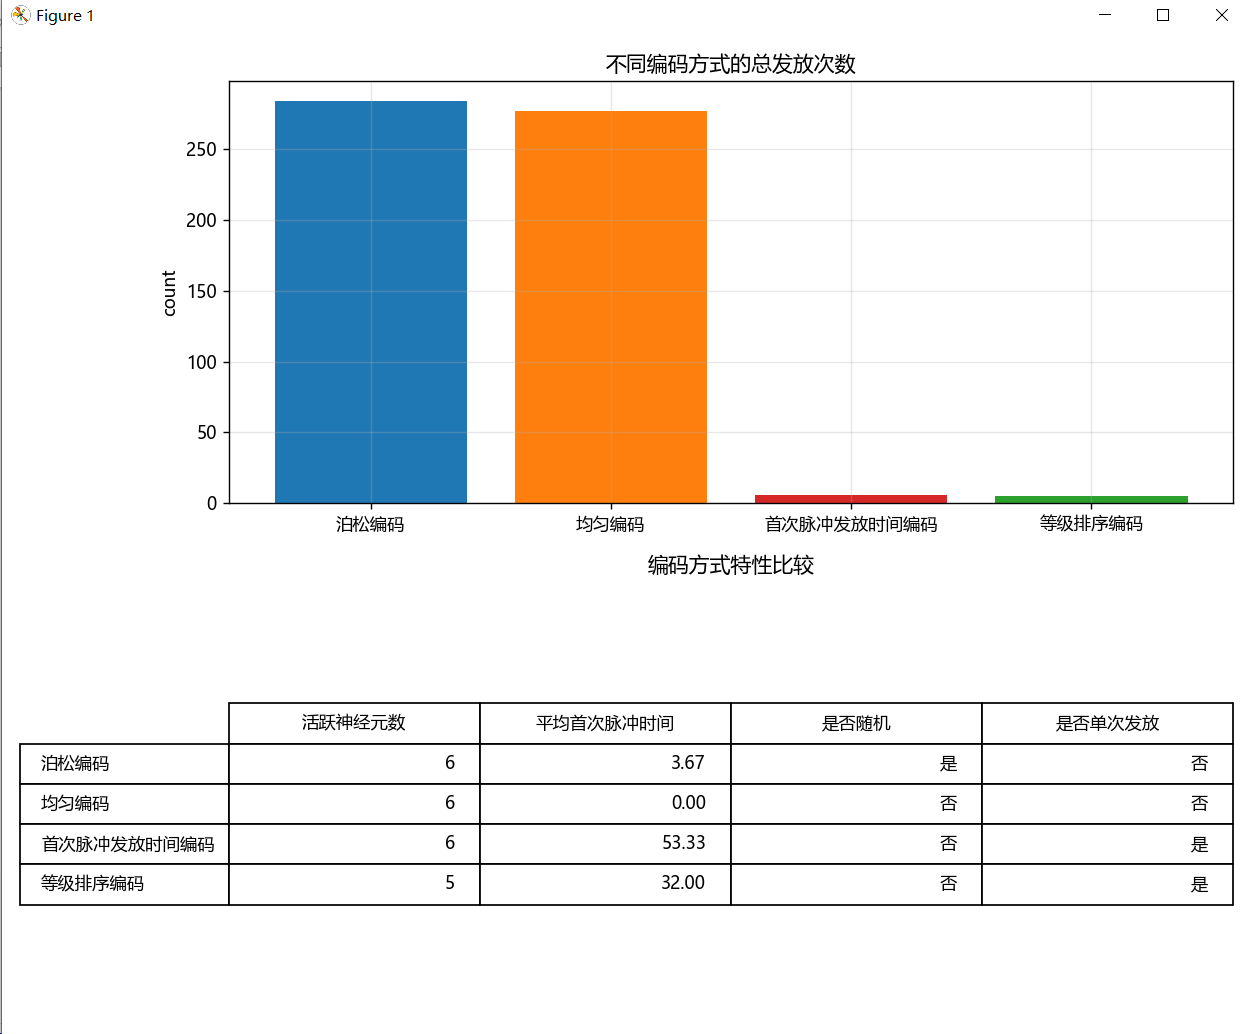 Figure 1
不同编码方式的总发放次数
250
200
150
100
50
0
count
泊松编码 均匀编码 首次脉冲发放时间编码 等级排序编码
编码方式特性比较
活跃神经元数 平均首次脉冲时间 是否随机 是否单次发放
泊松编码 6 3.67 是 否
均匀编码 6 0.00 否 否
首次脉冲发放时间编码 6 53.33 否 是
等级排序编码 5 32.00 否 是